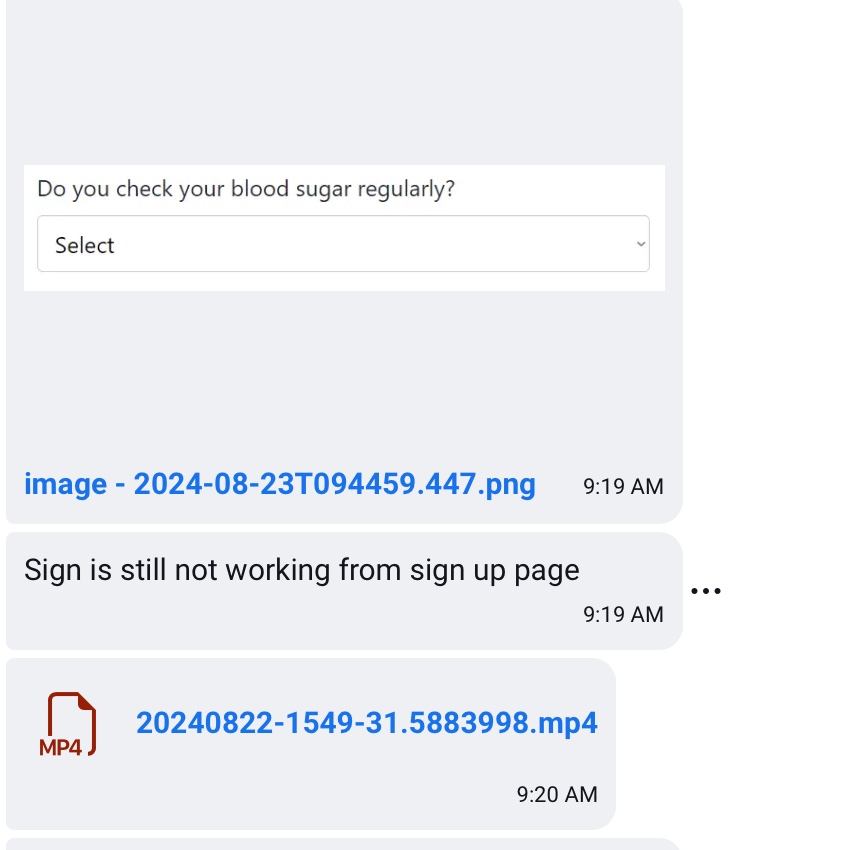 Do you check your blood sugar regularly?
Select
image - 2024-08-23T094459.447.png 9:19 AM
Sign is still not working from sign up page
9:19 AM
MP4 20240822-1549-31.5883998.mp4
9:20 AM